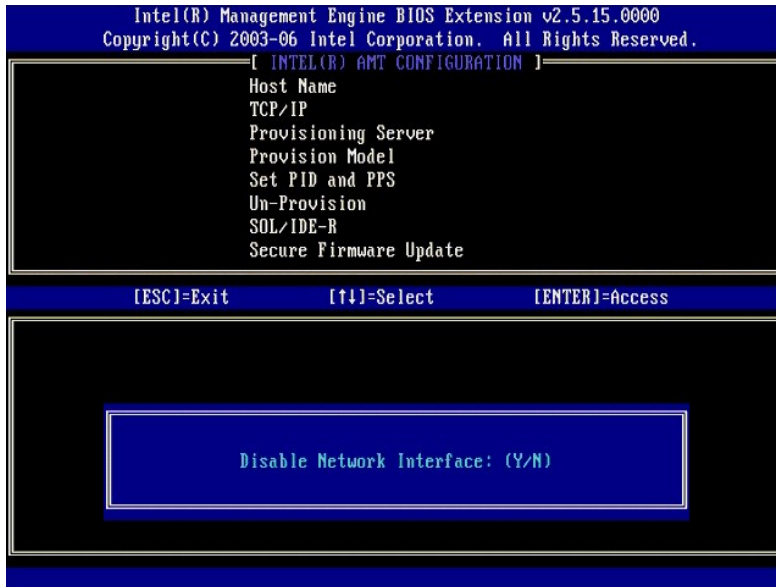 Intel(R) Management Engine BIOS Extension v2.5.15.0000
Copyright(C) 2003-06 Intel Corporation. All Rights Reserved.
[ INTEL(R) AMT CONFIGURATION ]
Host Name
TCP/IP
Provisioning Server
Provision Model
Set PID and PPS
Un-Provision
SOL/IDE-R
Secure Firmware Update
[ESC]=Exit [↑↓]=Select [ENTER]=Access
Disable Network Interface: (Y/N)